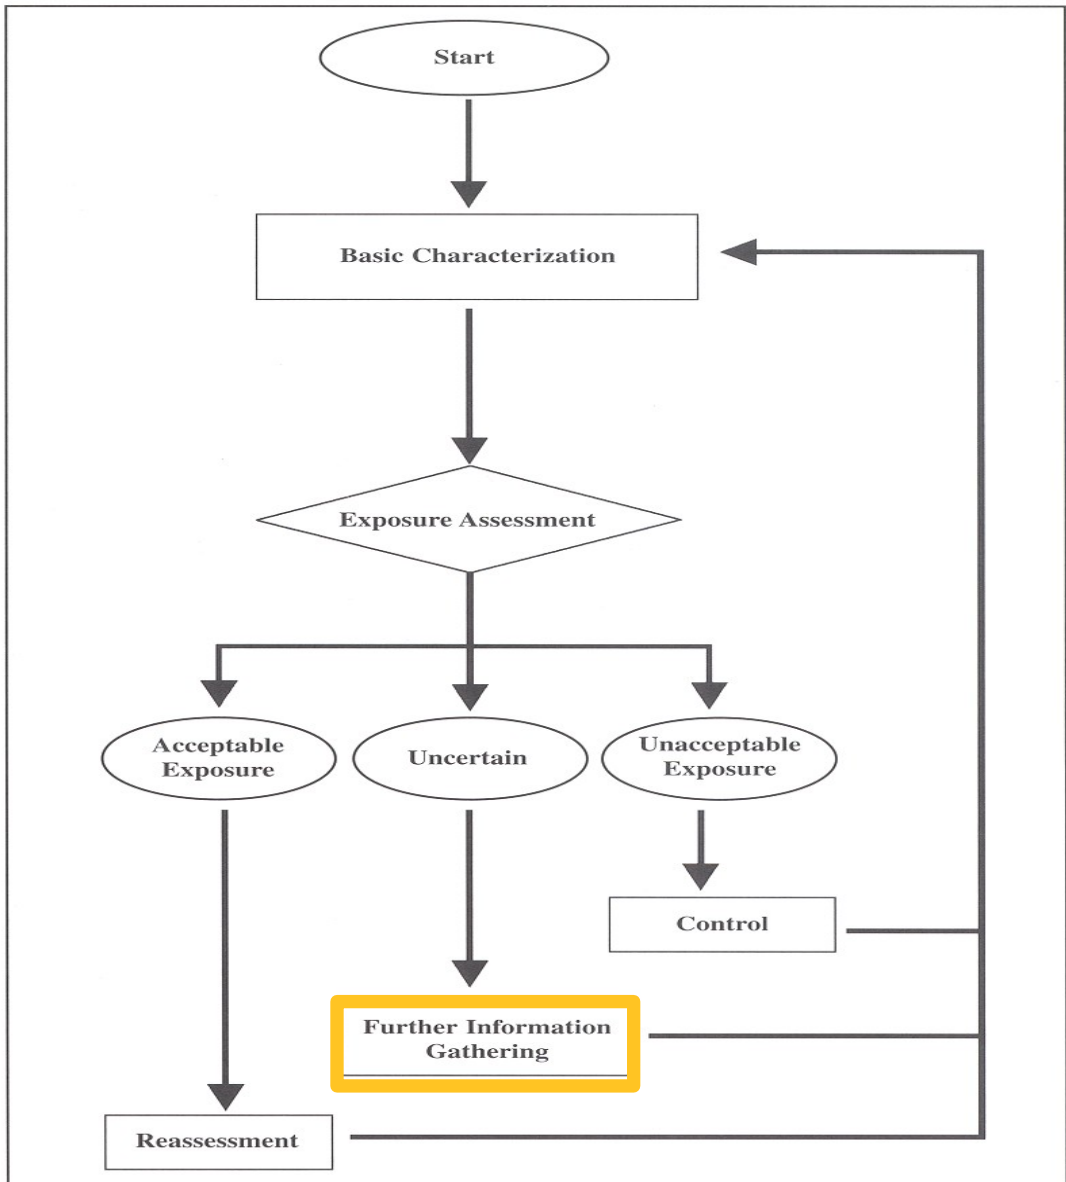 Start
Basic Characterization
Exposure Assessment
Acceptable
Exposure
Uncertain
Unacceptable
Exposure
Control
Further Information
Gathering
Reassessment